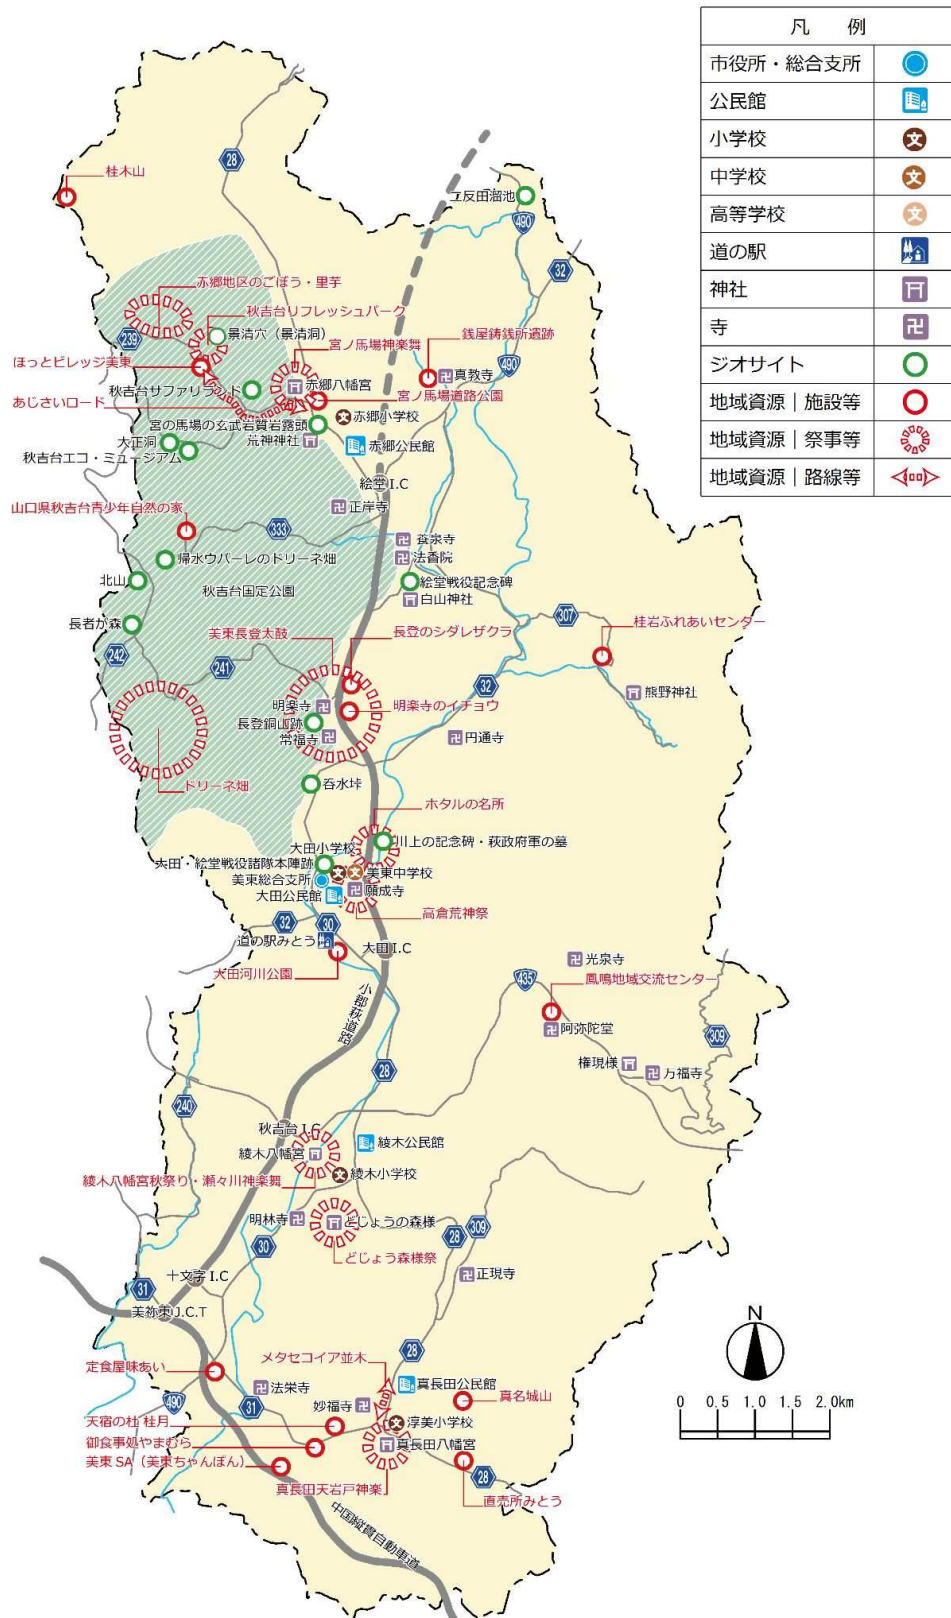 凡　例
市役所・総合支所
公民館
小学校
文
中学校
文
高等学校
文
道の駅
神社
寺
ジオサイト
地域資源｜施設等
地域資源｜祭事等
地域資源｜路線等
28
桂木山
490
32
赤郷地区のごぼう・里芋
秋吉台リフレッシュパーク
239
景清穴（景清洞）
宮ノ馬場神楽舞
銭屋鋳銭所遺跡
490
ほっとビレッジ美東
真教寺
秋吉台サファリランド
赤郷八幡宮
あじさいロード
宮ノ馬場道路公園
宮の馬場の玄武岩質岩露頭
赤郷小学校
大正洞
荒神神社
赤郷公民館
秋吉台エコ・ミュージアム
絵堂I.C
山口県秋吉台青少年自然の家
正岸寺
333
養泉寺
帰水ウバーレのドリーネ畑
法香院
北山
秋吉台国定公園
絵堂戦役記念碑
白山神社
長者が森
美東長登太鼓
長登のシダレザクラ
307
桂岩ふれあいセンター
242
241
32
熊野神社
明楽寺
明楽寺のイチョウ
長登銅山跡
常福寺
円通寺
ドリーネ畑
呑水垰
ホタルの名所
大田小学校
川上の記念碑・萩政府軍の墓
大田・絵堂戦役諸隊本陣跡
美東総合支所
美東中学校
大田公民館
願成寺
32
30
高倉荒神祭
道の駅みとう
大田I.C
大田河川公園
光泉寺
435
鳳鳴地域交流センター
小郡萩道路
阿弥陀堂
309
28
権現様
万福寺
240
秋吉台I.C
綾木公民館
綾木八幡宮
綾木八幡宮秋祭り・瀬々川神楽舞
綾木小学校
明林寺
どじょうの森様
309
30
28
どじょう森様祭
正現寺
十文字I.C
31
美祢東J.C.T
N
28
メタセコイア並木
定食屋味あい
真長田公民館
490
法栄寺
真名城山
31
妙福寺
天宿の杜 桂月
淳美小学校
御食事処やまむら
真長田八幡宮
美東SA（美東ちゃんぽん）
28
真長田天岩戸神楽
直売所みとう
中国縦貫自動車道
0 0.5 1.0 1.5 2.0km